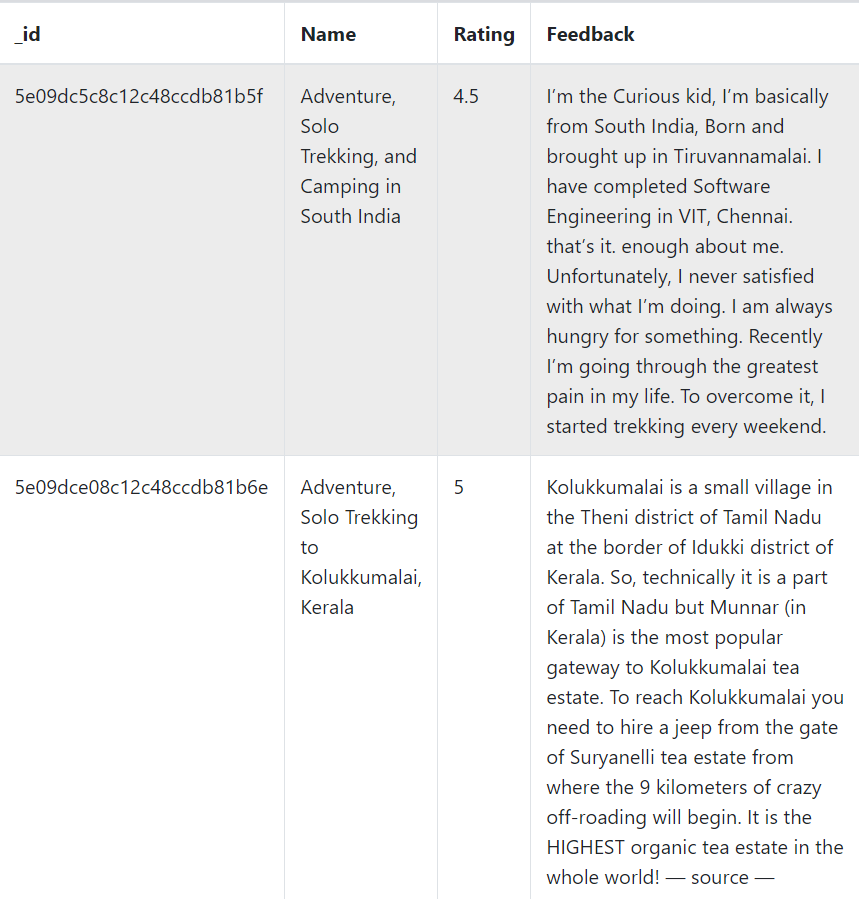 _id
Name
Rating
Feedback
5e09dc5c8c12c48ccdb81b5f
Adventure,
Solo
Trekking, and
Camping in
South India
4.5
I’m the Curious kid, I’m basically
from South India, Born and
brought up in Tiruvannamalai. I
have completed Software
Engineering in VIT, Chennai.
that’s it. enough about me.
Unfortunately, I never satisfied
with what I’m doing. I am always
hungry for something. Recently
I’m going through the greatest
pain in my life. To overcome it, I
started trekking every weekend.
5e09dce08c12c48ccdb81b6e
Adventure,
Solo Trekking
to
Kolukkumalai,
Kerala
5
Kolukkumalai is a small village in
the Theni district of Tamil Nadu
at the border of Idukki district of
Kerala. So, technically it is a part
of Tamil Nadu but Munnar (in
Kerala) is the most popular
gateway to Kolukkumalai tea
estate. To reach Kolukkumalai you
need to hire a jeep from the gate
of Suryanelli tea estate from
where the 9 kilometers of crazy
off-roading will begin. It is the
HIGHEST organic tea estate in the
whole world! — source —